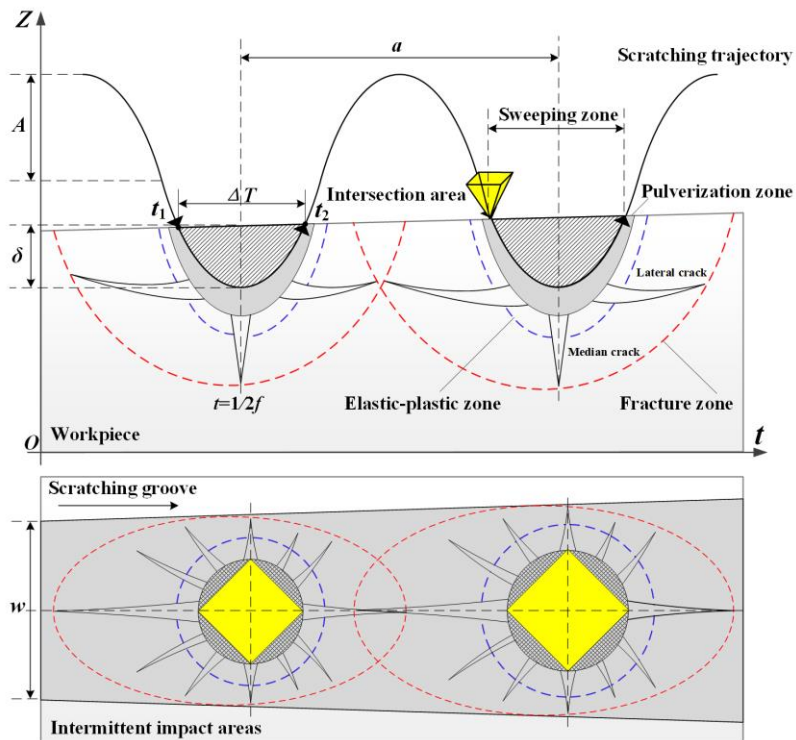 Z
a
Scratching trajectory
A
Sweeping zone
ΔT
Intersection area
Pulverization zone
t₁
t₂
δ
Lateral crack
Median crack
t=1/2f
Elastic-plastic zone
Fracture zone
O
Workpiece
t
Scratching groove
w
Intermittent impact areas